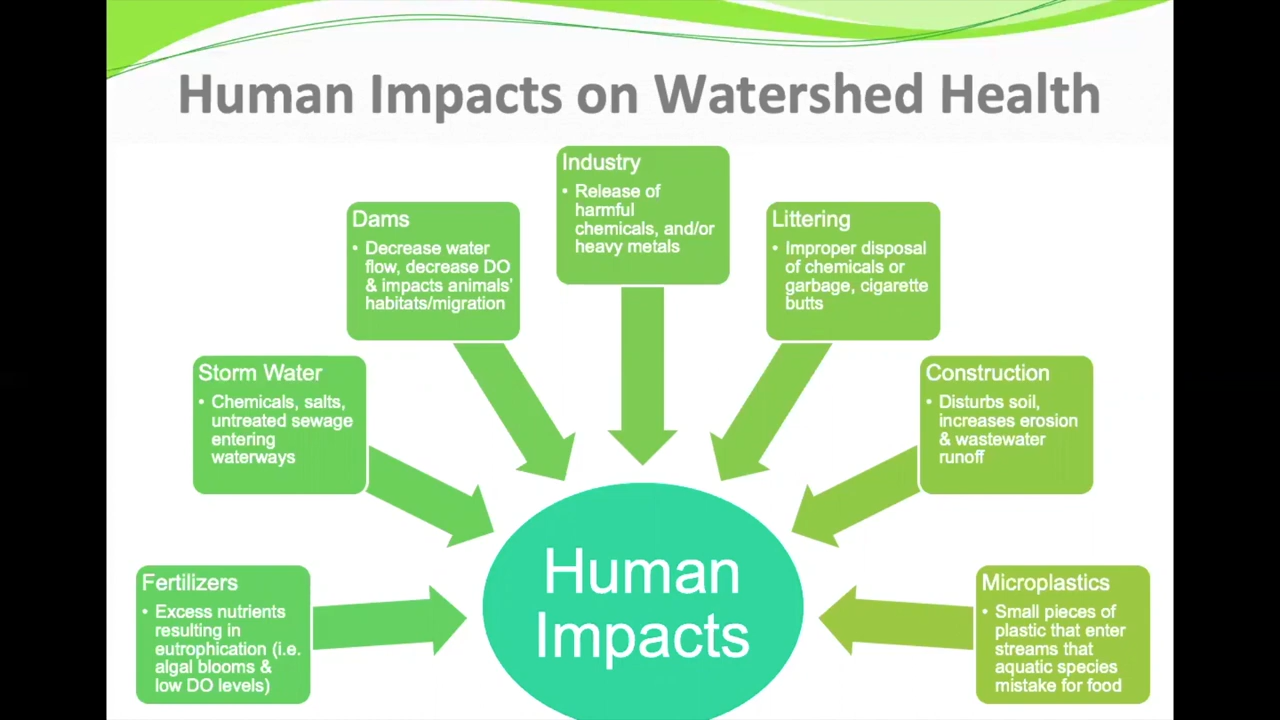 Human Impacts on Watershed Health
Industry
• Release of
harmful
chemicals, and/or
heavy metals
Dams
• Decrease water
flow, decrease DO
& impacts animals'
habitats/migration
Littering
• Improper disposal
of chemicals or
garbage, cigarette
butts
Storm Water
• Chemicals, salts,
untreated sewage
entering
waterways
Construction
• Disturbs soil,
increases erosion
& wastewater
runoff
Fertilizers
• Excess nutrients
resulting in
eutrophication (i.e.
algal blooms &
low DO levels)
Human
Impacts
Microplastics
• Small pieces of
plastic that enter
streams that
aquatic species
mistake for food